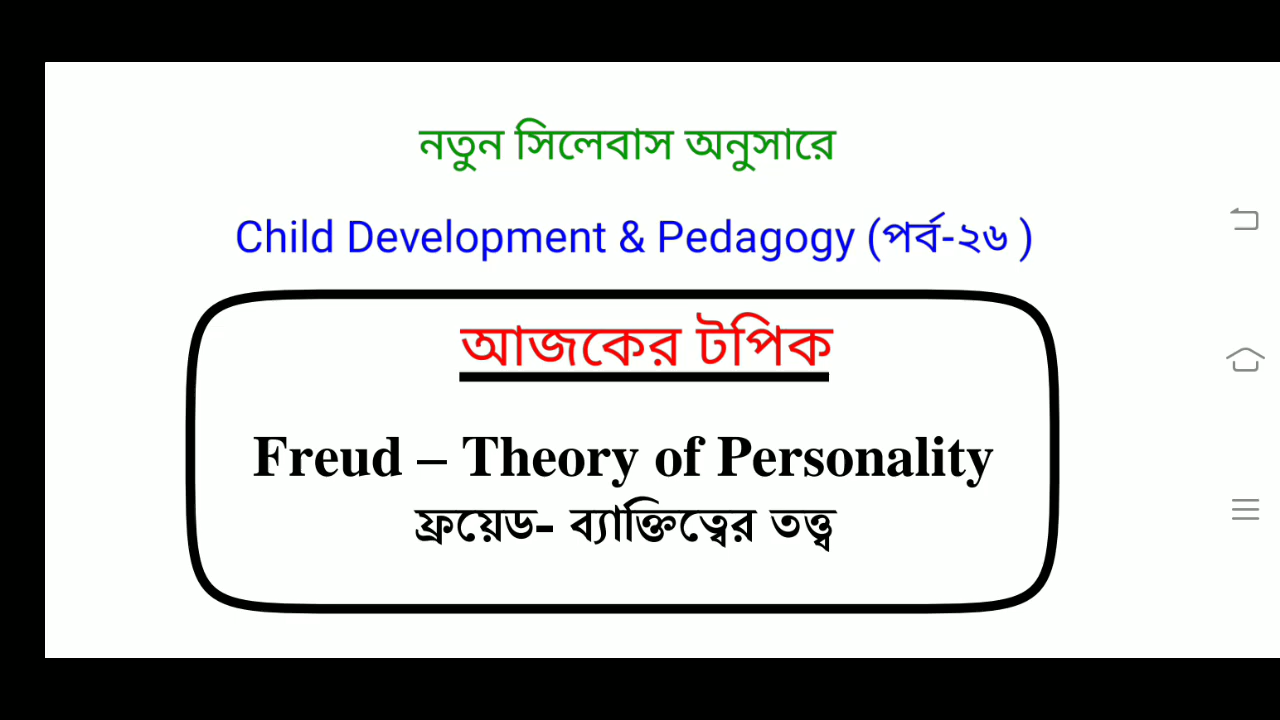 নতুন সিলেবাস অনুসারে
Child Development & Pedagogy (পর্ব-২৬ )
আজকের টপিক
Freud – Theory of Personality
ফ্রয়েড- ব্যাক্তিত্বের তত্ত্ব